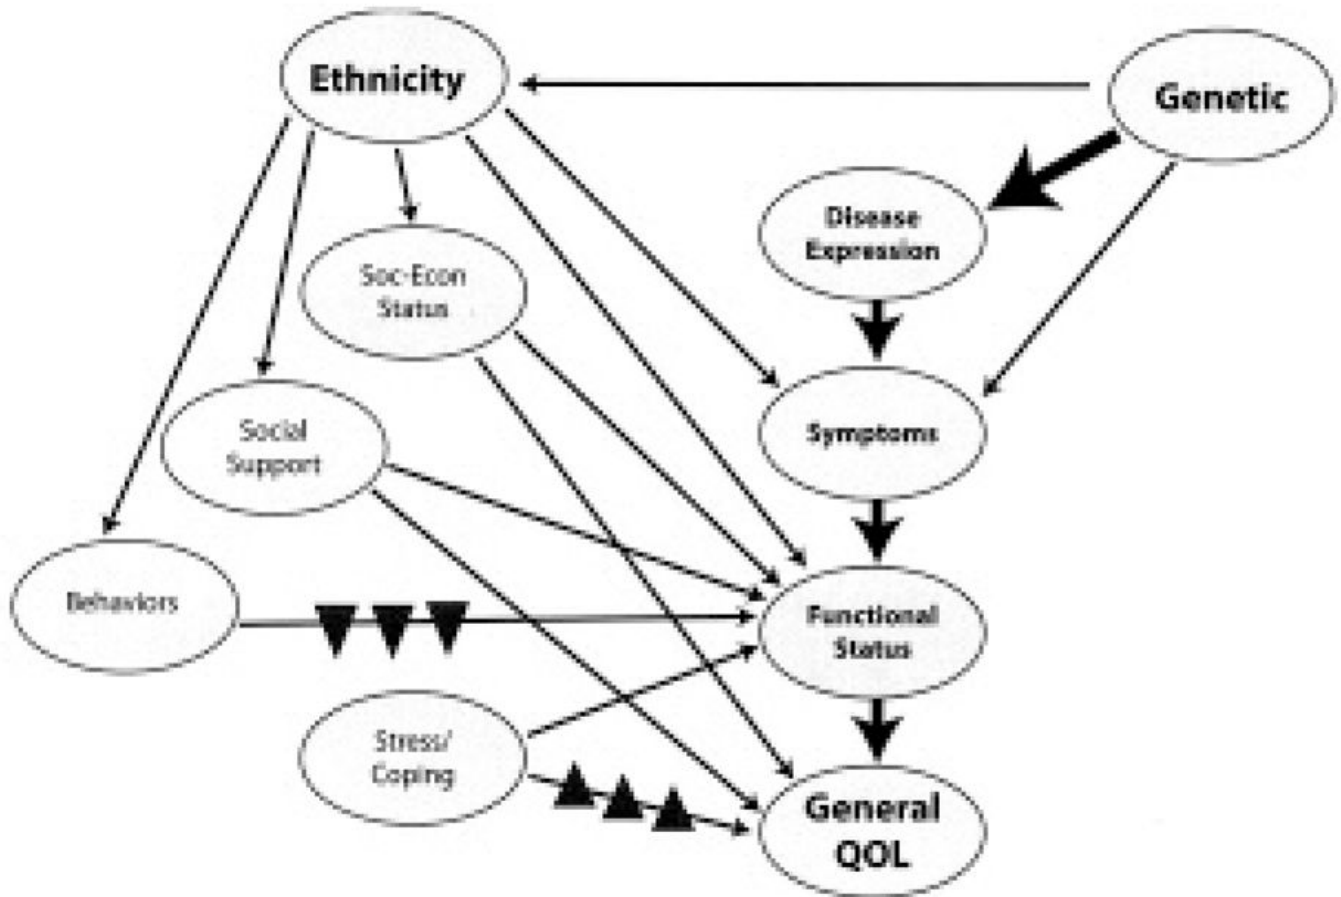 Ethnicity
Genetic
Disease
Expression
Soc-Econ
Status
Symptoms
Social
Support
Behaviors
Functional
Status
Stress/
Coping
General
QOL